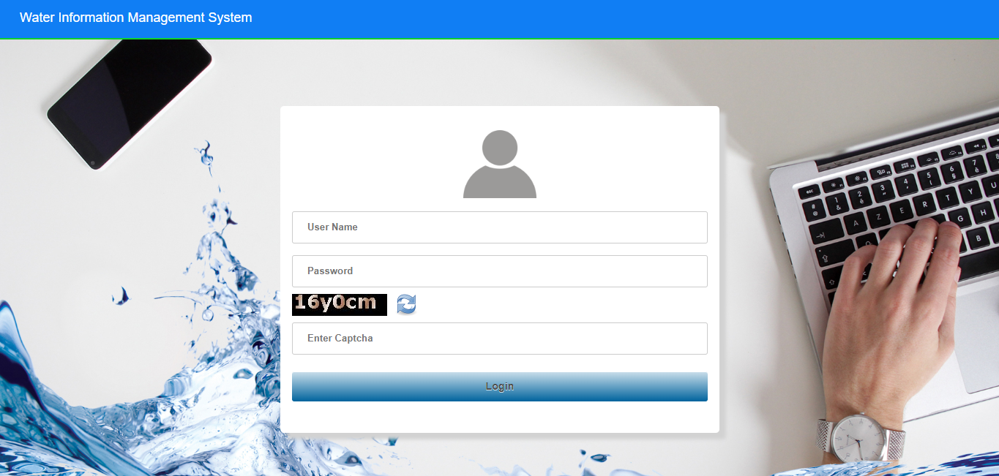 Water Information Management System
User Name
Password
16y0cm
Enter Captcha
Login